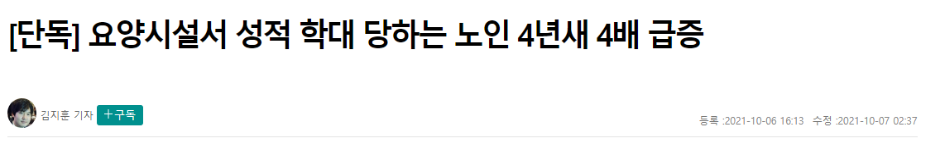 [단독] 요양시설서 성적 학대 당하는 노인 4년새 4배 급증
김지훈 기자 +구독
등록 :2021-10-06 16:13 수정 :2021-10-07 02:37